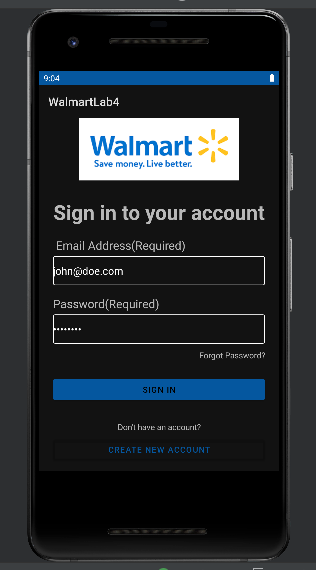 9:04
WalmartLab4
Walmart
Save money. Live better.
Sign in to your account
Email Address(Required)
john@doe.com
Password(Required)
••••••••
Forgot Password?
SIGN IN
Don't have an account?
CREATE NEW ACCOUNT